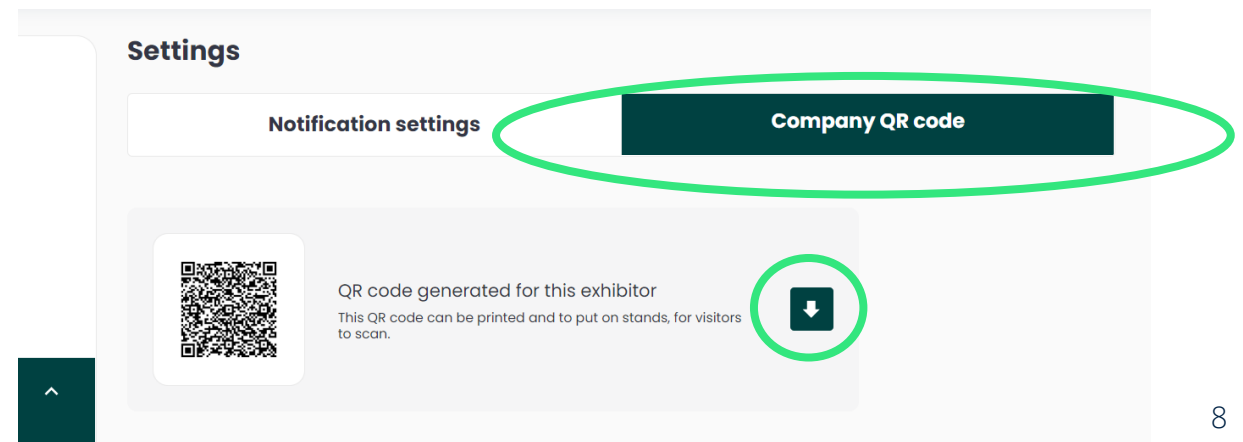 Settings
Notification settings
Company QR code
QR code generated for this exhibitor
This QR code can be printed and to put on stands, for visitors
to scan.
8